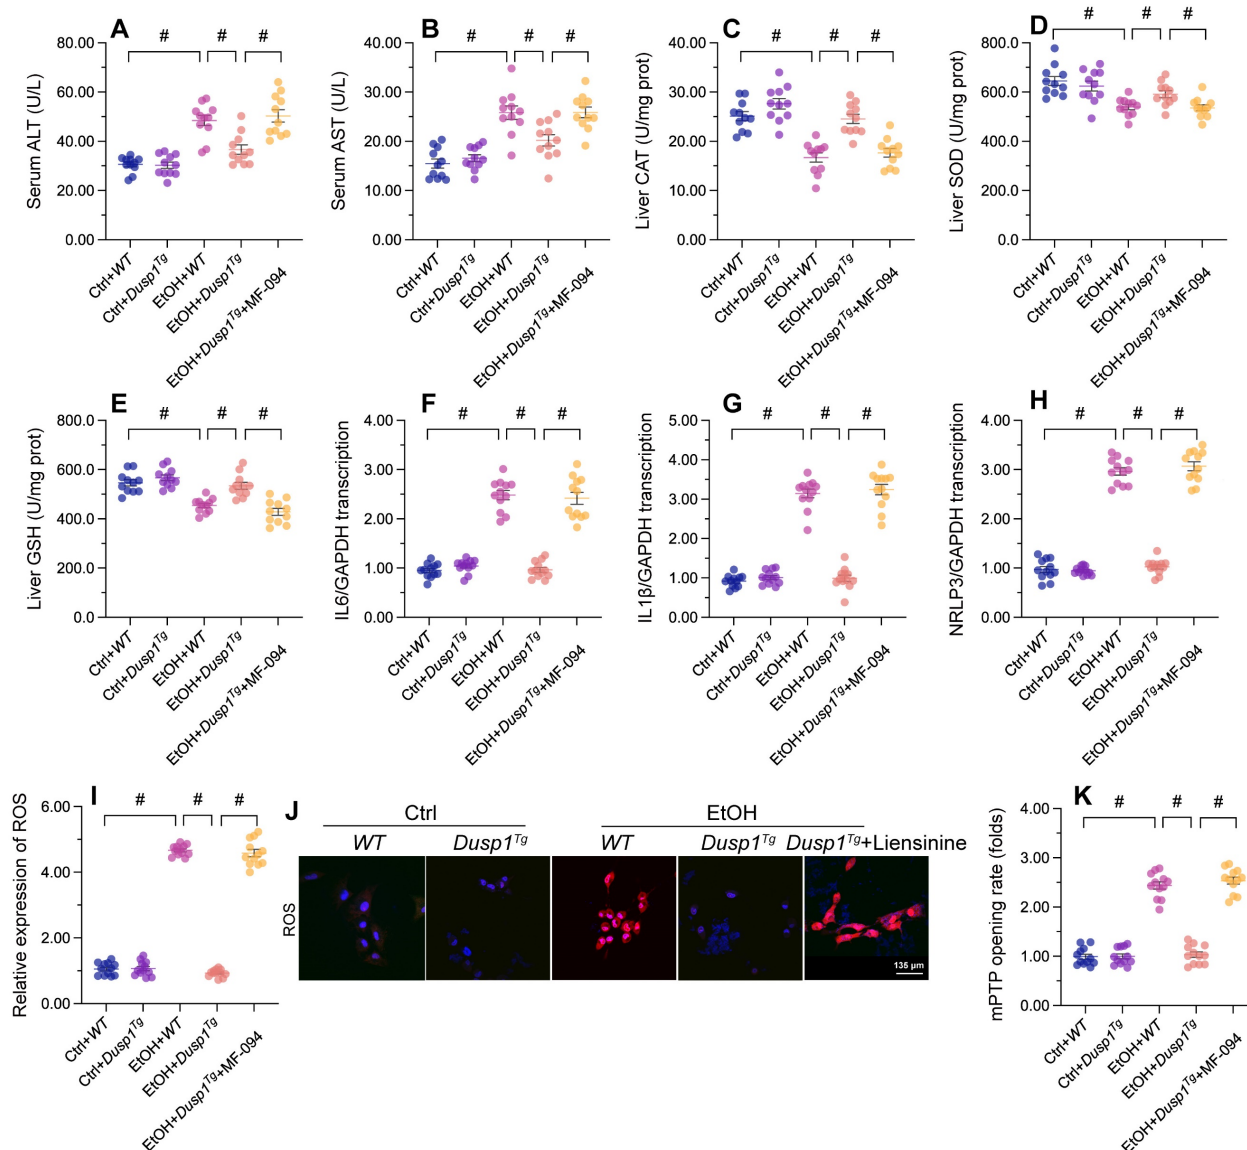 A
#
#
#
Serum ALT (U/L)
80.00
60.00
40.00
20.00
0.00
Ctrl+WT
Ctrl+Dusp1Tg
EtOH+WT
EtOH+Dusp1Tg
EtOH+Dusp1Tg+MF-094
B
#
#
#
Serum AST (U/L)
40.00
30.00
20.00
10.00
0.00
Ctrl+WT
Ctrl+Dusp1Tg
EtOH+WT
EtOH+Dusp1Tg
EtOH+Dusp1Tg+MF-094
C
#
#
#
Liver CAT (U/mg prot)
40.00
30.00
20.00
10.00
0.00
Ctrl+WT
Ctrl+Dusp1Tg
EtOH+WT
EtOH+Dusp1Tg
EtOH+Dusp1Tg+MF-094
D
#
#
#
Liver SOD (U/mg prot)
800.0
600.0
400.0
200.0
0.0
Ctrl+WT
Ctrl+Dusp1Tg
EtOH+WT
EtOH+Dusp1Tg
EtOH+Dusp1Tg+MF-094
E
#
#
#
Liver GSH (U/mg prot)
800.0
600.0
400.0
200.0
0.0
Ctrl+WT
Ctrl+Dusp1Tg
EtOH+WT
EtOH+Dusp1Tg
EtOH+Dusp1Tg+MF-094
F
#
#
#
IL6/GAPDH transcription
4.00
3.00
2.00
1.00
0.00
Ctrl+WT
Ctrl+Dusp1Tg
EtOH+WT
EtOH+Dusp1Tg
EtOH+Dusp1Tg+MF-094
G
#
#
#
IL1β/GAPDH transcription
5.00
4.00
3.00
2.00
1.00
0.00
Ctrl+WT
Ctrl+Dusp1Tg
EtOH+WT
EtOH+Dusp1Tg
EtOH+Dusp1Tg+MF-094
H
#
#
#
NRLP3/GAPDH transcription
4.00
3.00
2.00
1.00
0.00
Ctrl+WT
Ctrl+Dusp1Tg
EtOH+WT
EtOH+Dusp1Tg
EtOH+Dusp1Tg+MF-094
I
#
#
#
Relative expression of ROS
6.00
4.00
2.00
0.00
Ctrl+WT
Ctrl+Dusp1Tg
EtOH+WT
EtOH+Dusp1Tg
EtOH+Dusp1Tg+MF-094
J
Ctrl
EtOH
WT
Dusp1Tg
WT
Dusp1Tg
Dusp1Tg+Liensinine
ROS
135 μm
K
#
#
#
mPTP opening rate (folds)
4.00
3.00
2.00
1.00
0.00
Ctrl+WT
Ctrl+Dusp1Tg
EtOH+WT
EtOH+Dusp1Tg
EtOH+Dusp1Tg+MF-094